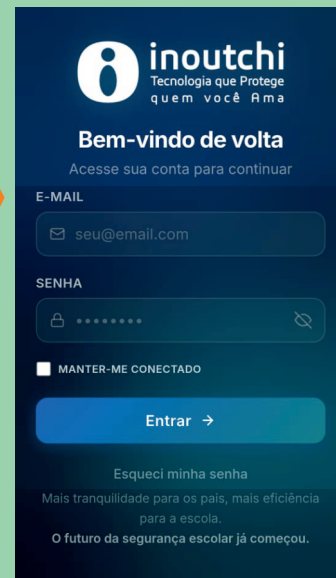 inoutchi
Tecnologia que Protege
quem você Ama
Bem-vindo de volta
Acesse sua conta para continuar
E-MAIL
seu@email.com
SENHA
MANTER-ME CONECTADO
Entrar →
Esqueci minha senha
Mais tranquilidade para os pais, mais eficiência
para a escola.
O futuro da segurança escolar já começou.